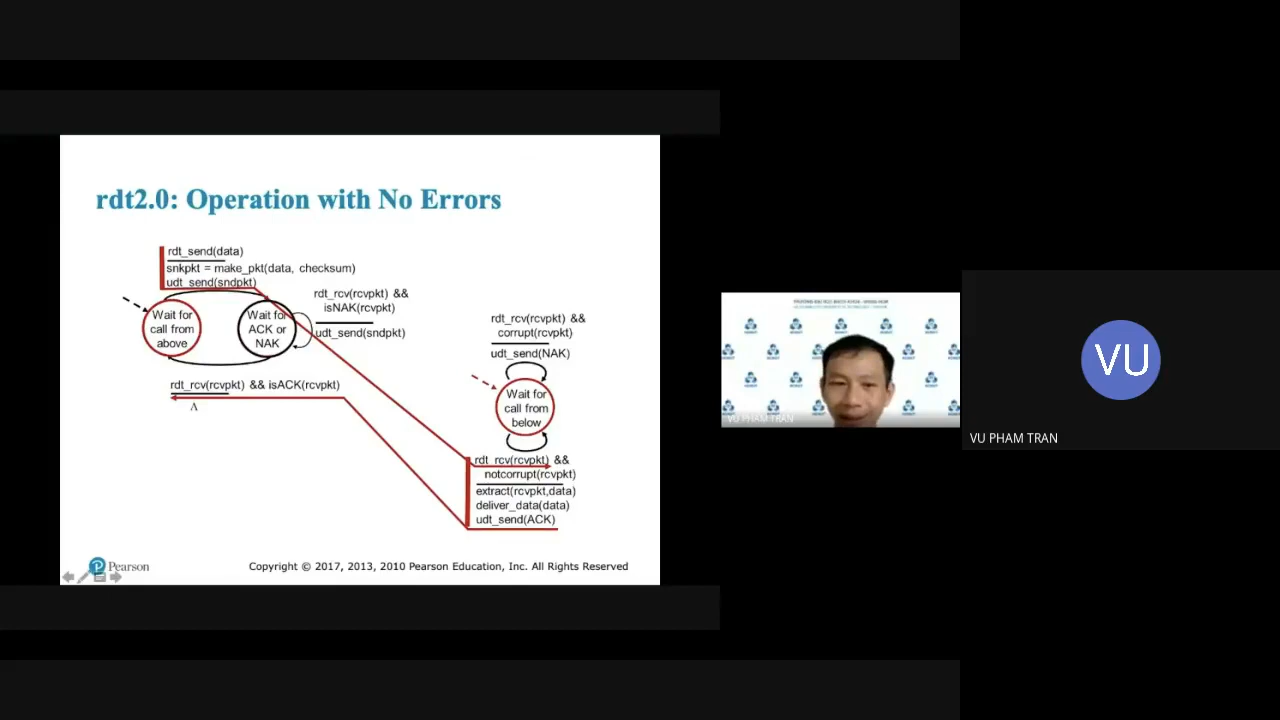 rdt2.0: Operation with No Errors
rdt_send(data)
snkpkt = make_pkt(data, checksum)
udt_send(sndpkt)
Wait for
call from
above
Wait for
ACK or
NAK
rdt_rcv(rcvpkt) &&
isNAK(rcvpkt)
udt_send(sndpkt)
rdt_rcv(rcvpkt) && isACK(rcvpkt)
Λ
rdt_rcv(rcvpkt) &&
corrupt(rcvpkt)
udt_send(NAK)
Wait for
call from
below
rdt_rcv(rcvpkt) &&
notcorrupt(rcvpkt)
extract(rcvpkt,data)
deliver_data(data)
udt_send(ACK)
P Pearson
Copyright © 2017, 2013, 2010 Pearson Education, Inc. All Rights Reserved
VU PHAM TRAN
VU
VU PHAM TRAN